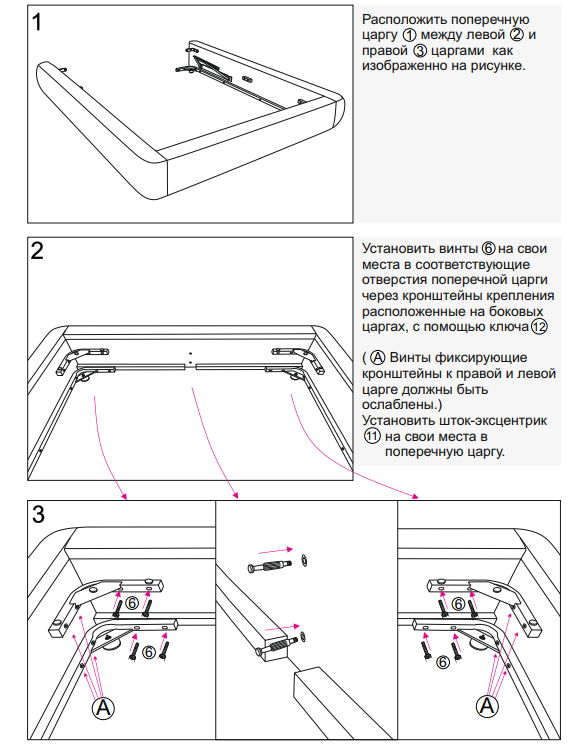 1
Расположить поперечную
царгу ① между левой ② и
правой ③ царгами как
изображенно на рисунке.
2
Установить винты ⑥ на свои
места в соответствующие
отверстия поперечной царги
через кронштейны крепления
расположенные на боковых
царгах, с помощью ключа ⑫
( Ⓐ Винты фиксирующие
кронштейны к правой и левой
царге должны быть
ослаблены.)
Установить шток-эксцентрик
⑪ на свои места в
поперечную царгу.
3
⑥
⑥
Ⓐ
⑥
⑥
Ⓐ